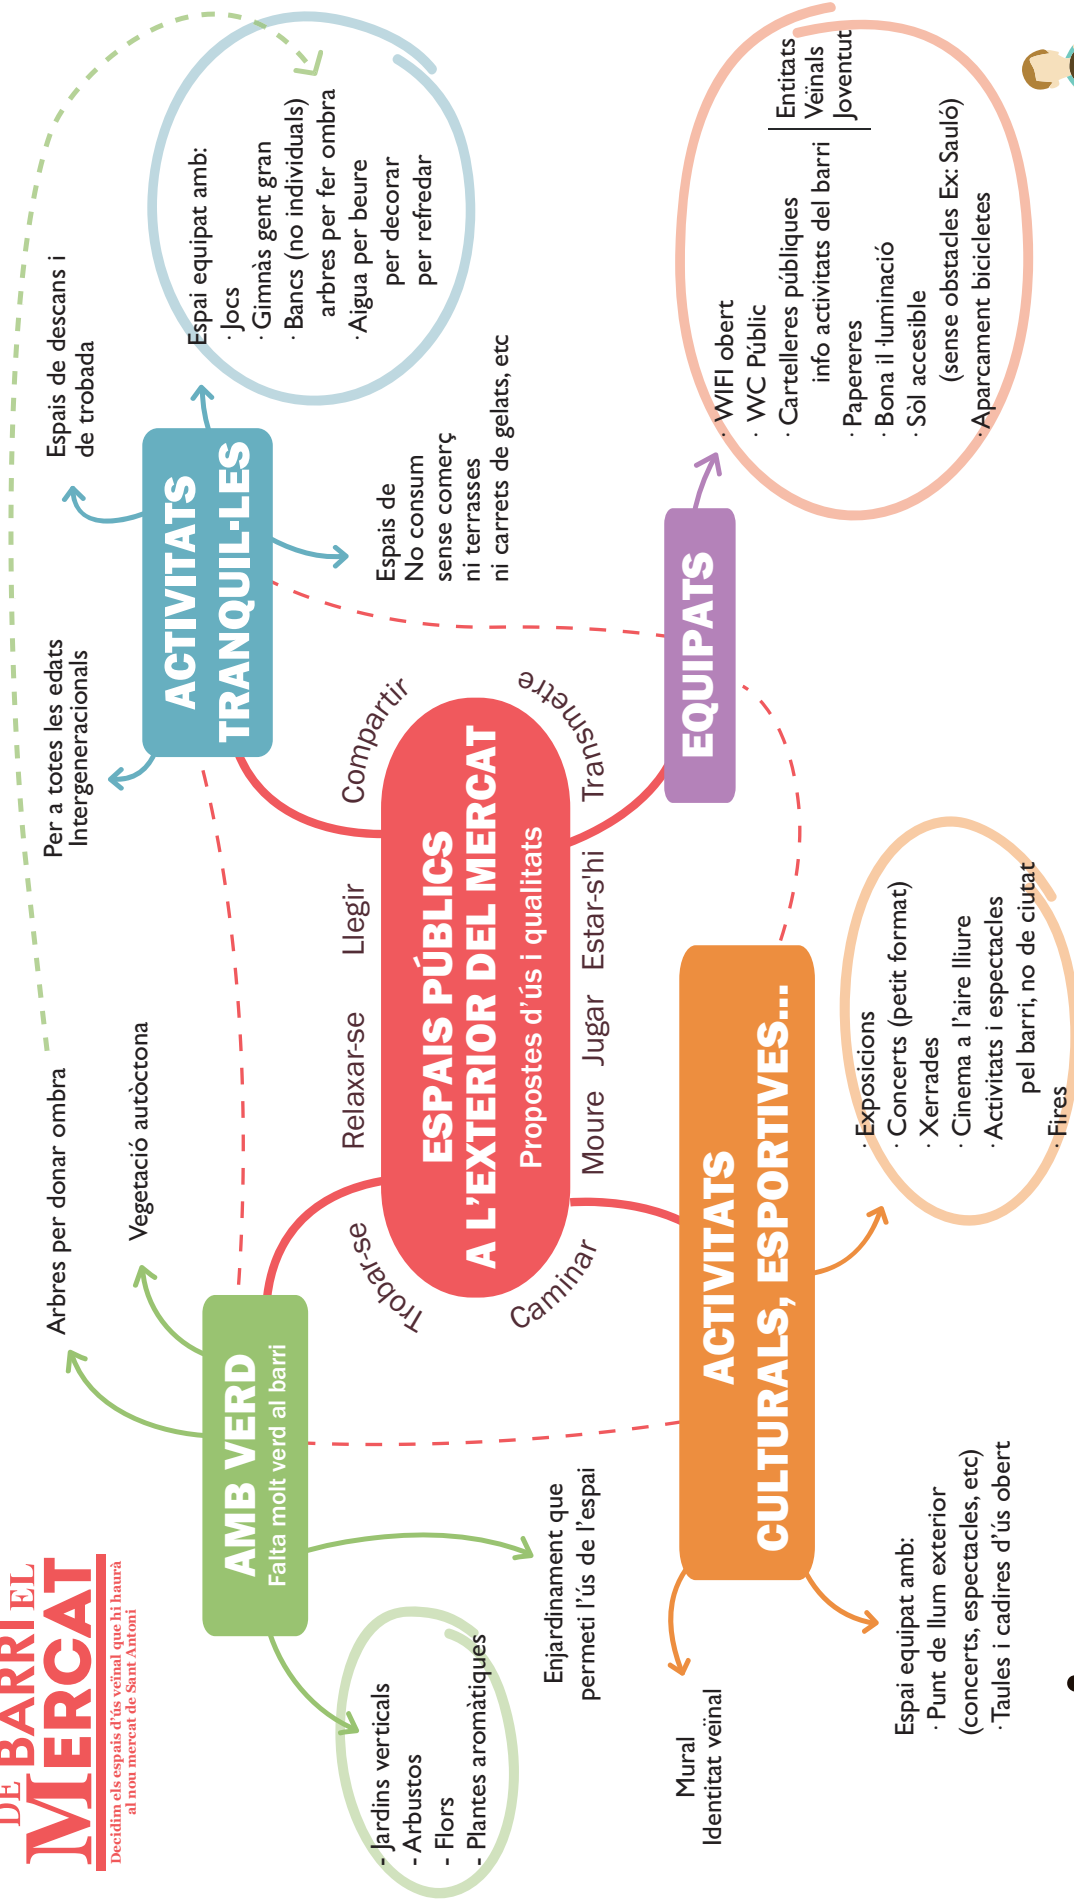 DE BARRI EL
MERCAT
Decidim els espais d'ús veïnal que hi haurà
al nou mercat de Sant Antoni
AMB VERD
Falta molt verd al barri
Arbres per donar ombra
Vegetació autòctona
- Jardins verticals
- Arbustos
- Flors
- Plantes aromàtiques
Enjardinament que
permeti l'ús de l'espai
ACTIVITATS
TRANQUIL·LES
Per a totes les edats
Intergeneracionals
Espais de descans i
de trobada
Espai equipat amb:
· Jocs
· Gimnàs gent gran
· Bancs (no individuals)
arbres per fer ombra
· Aigua per beure
per decorar
per refredar
Espais de
No consum
sense comerç
ni terrasses
ni carrets de gelats, etc
Trobar-se
Relaxar-se
Llegir
Compartir
ESPAIS PÚBLICS
A L'EXTERIOR DEL MERCAT
Propostes d'ús i qualitats
Caminar
Moure
Jugar
Estar-s'hi
Transmetre
ACTIVITATS
CULTURALS, ESPORTIVES...
Mural
Identitat veïnal
Espai equipat amb:
· Punt de llum exterior
(concerts, espectacles, etc)
· Taules i cadires d'ús obert
· Exposicions
· Concerts (petit format)
· Xerrades
· Cinema a l'aire lliure
· Activitats i espectacles
pel barri, no de ciutat
· Fires
EQUIPATS
· WIFI obert
· WC Públic
· Cartelleres públiques
info activitats del barri
Entitats
Veïnals
Joventut
· Papereres
· Bona il·luminació
· Sòl accesible
(sense obstacles Ex: Sauló)
· Aparcament bicicletes